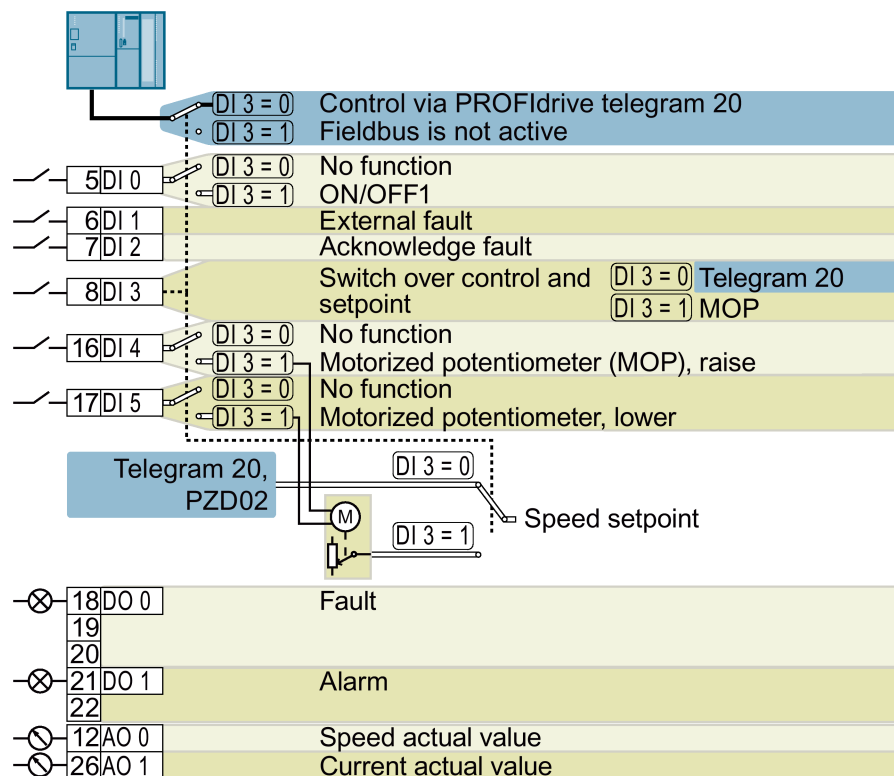 DI 3 = 0 Control via PROFIdrive telegram 20
DI 3 = 1 Fieldbus is not active
5 DI 0 DI 3 = 0 No function
DI 3 = 1 ON/OFF1
6 DI 1 External fault
7 DI 2 Acknowledge fault
8 DI 3 Switch over control and DI 3 = 0 Telegram 20
setpoint DI 3 = 1 MOP
16 DI 4 DI 3 = 0 No function
DI 3 = 1 Motorized potentiometer (MOP), raise
17 DI 5 DI 3 = 0 No function
DI 3 = 1 Motorized potentiometer, lower
Telegram 20, DI 3 = 0
PZD02
M Speed setpoint
DI 3 = 1
18 DO 0 Fault
19
20
21 DO 1 Alarm
22
12 AO 0 Speed actual value
26 AO 1 Current actual value